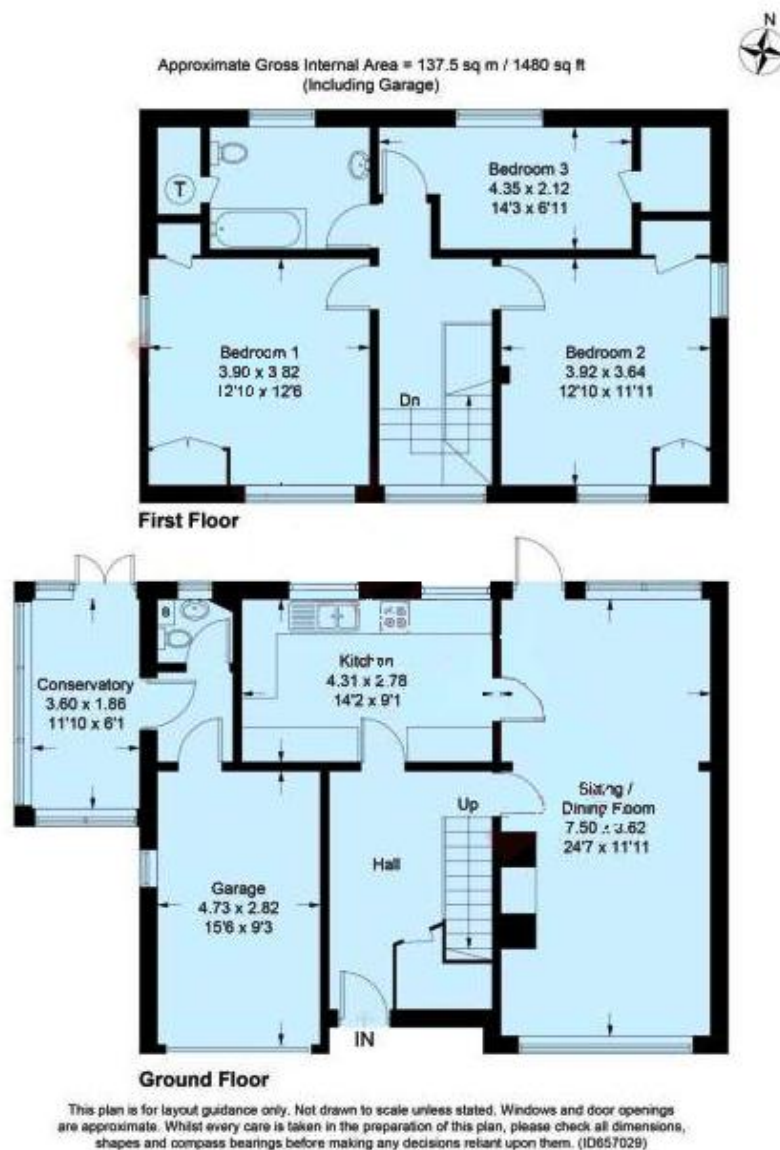 N
Approximate Gross Internal Area = 137.5 sq m / 1480 sq ft
(Including Garage)
Bedroom 3
4.35 x 2.12
14'3 x 6'11
T
Bedroom 1
3.90 x 3.82
12'10 x 12'6
Bedroom 2
3.92 x 3.64
12'10 x 11'11
Dn
First Floor
B
Kitchen
4.31 x 2.78
14'2 x 9'1
Conservatory
3.60 x 1.86
11'10 x 6'1
Sitting /
Dining Room
7.50 x 3.62
24'7 x 11'11
Up
Hall
Garage
4.73 x 2.82
15'6 x 9'3
IN
Ground Floor
This plan is for layout guidance only. Not drawn to scale unless stated. Windows and door openings
are approximate. Whilst every care is taken in the preparation of this plan, please check all dimensions,
shapes and compass bearings before making any decisions reliant upon them. (ID657029)